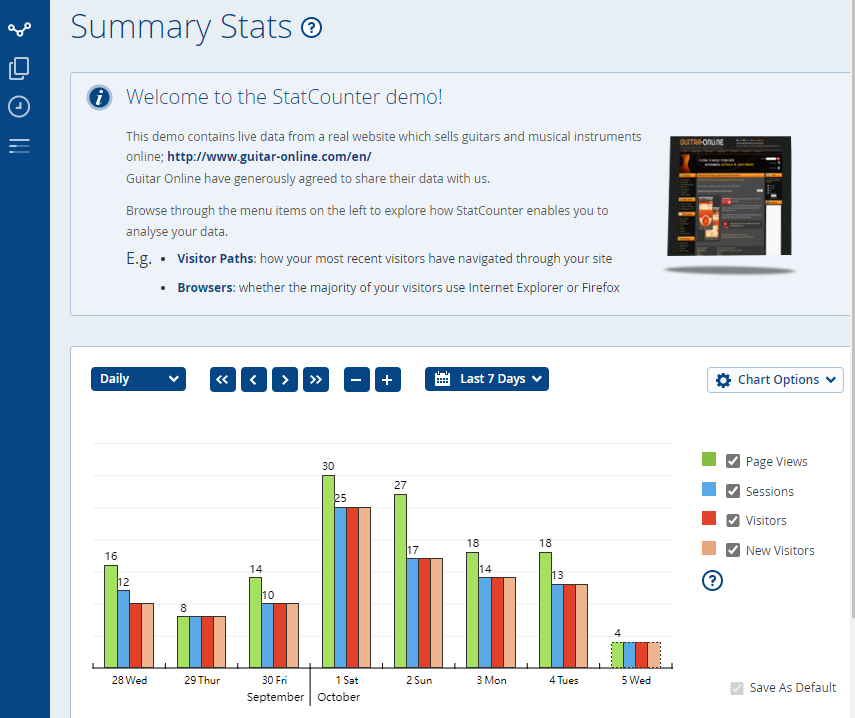 Summary Stats ?
i Welcome to the StatCounter demo!
This demo contains live data from a real website which sells guitars and musical instruments
online; http://www.guitar-online.com/en/
Guitar Online have generously agreed to share their data with us.
Browse through the menu items on the left to explore how StatCounter enables you to
analyse your data.
E.g. • Visitor Paths: how your most recent visitors have navigated through your site
• Browsers: whether the majority of your visitors use Internet Explorer or Firefox
GUITAR-ONLINE
Daily
Last 7 Days
Chart Options
Page Views
Sessions
Visitors
New Visitors
?
16
12
8
14
10
30
25
27
17
18
14
18
13
4
28 Wed 29 Thur 30 Fri 1 Sat 2 Sun 3 Mon 4 Tues 5 Wed
September October
Save As Default